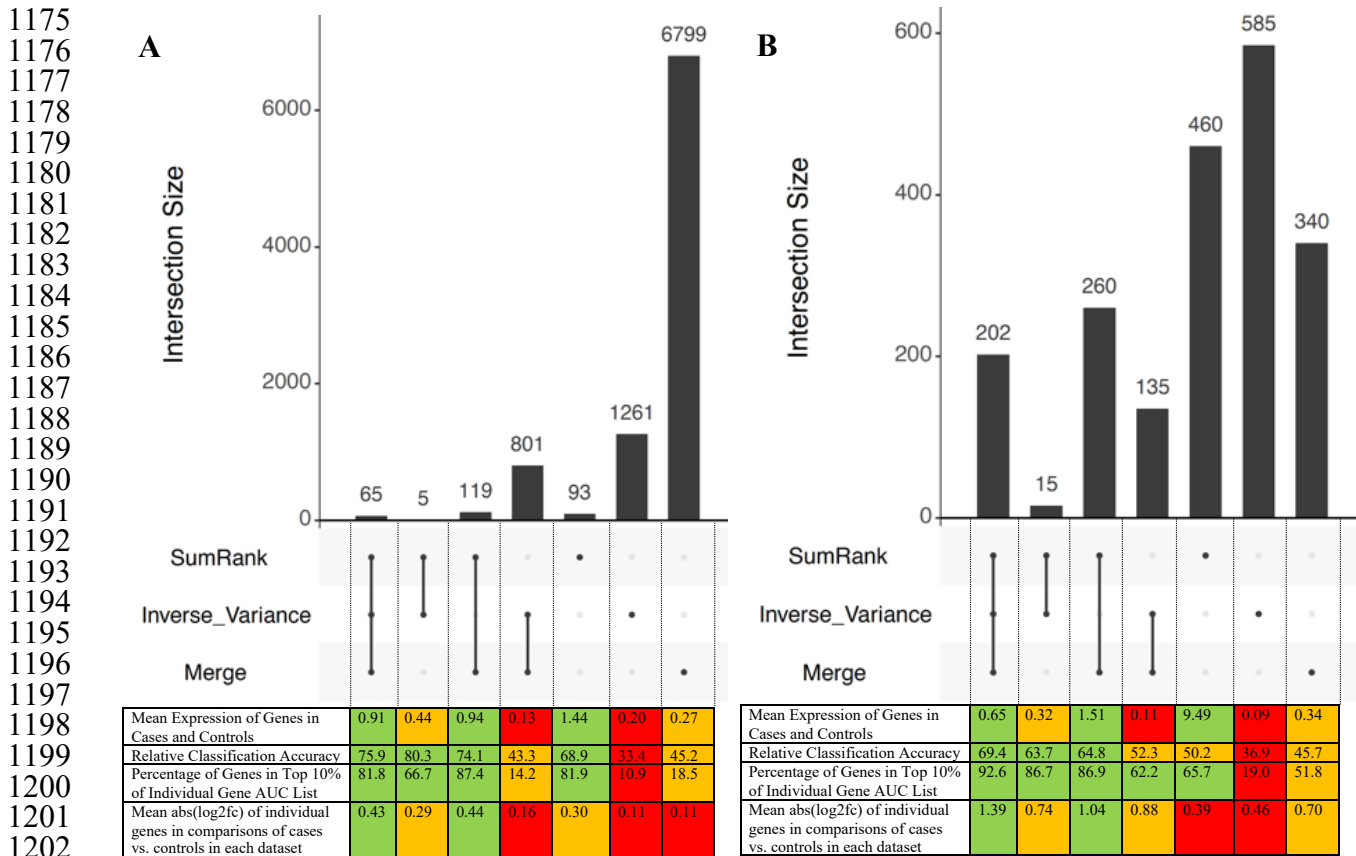 1175
1176
1177
1178
1179
1180
1181
1182
1183
1184
1185
1186
1187
1188
1189
1190
1191
1192
1193
1194
1195
1196
1197
1198
1199
1200
1201
1202
A
Intersection Size
6000
4000
2000
0
65 5 119 801 93 1261 6799
SumRank
Inverse_Variance
Merge
Mean Expression of Genes in
Cases and Controls
0.91 0.44 0.94 0.13 1.44 0.20 0.27
Relative Classification Accuracy 75.9 80.3 74.1 43.3 68.9 33.4 45.2
Percentage of Genes in Top 10%
of Individual Gene AUC List
81.8 66.7 87.4 14.2 81.9 10.9 18.5
Mean abs(log2fc) of individual
genes in comparisons of cases
vs. controls in each dataset
0.43 0.29 0.44 0.16 0.30 0.11 0.11
B
Intersection Size
600
400
200
0
202 15 260 135 460 585 340
SumRank
Inverse_Variance
Merge
Mean Expression of Genes in
Cases and Controls
0.65 0.32 1.51 0.11 9.49 0.09 0.34
Relative Classification Accuracy 69.4 63.7 64.8 52.3 50.2 36.9 45.7
Percentage of Genes in Top 10%
of Individual Gene AUC List
92.6 86.7 86.9 62.2 65.7 19.0 51.8
Mean abs(log2fc) of individual
genes in comparisons of cases
vs. controls in each dataset
1.39 0.74 1.04 0.88 0.39 0.46 0.70